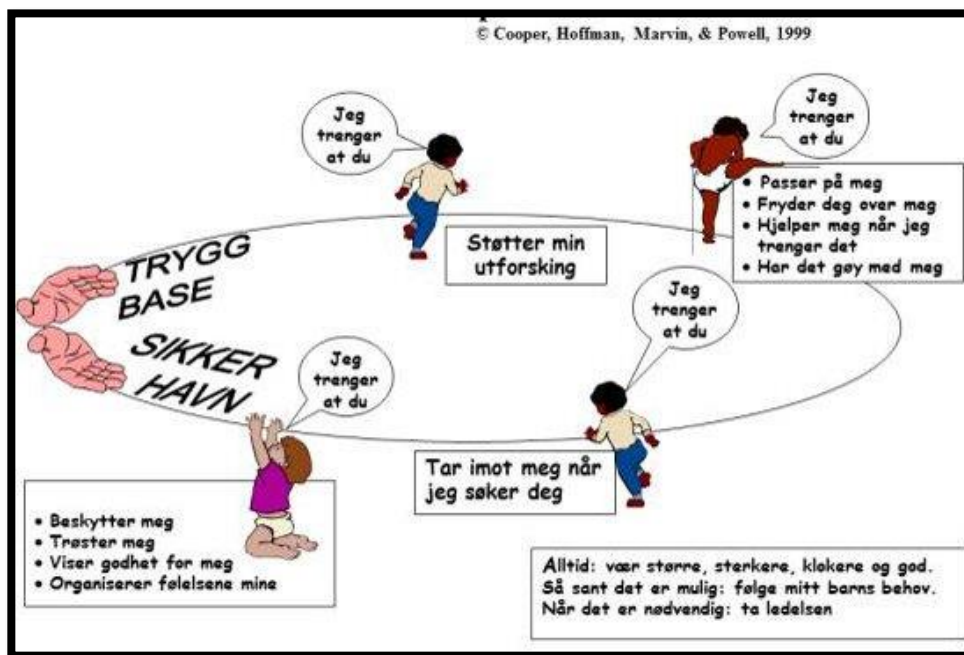 © Cooper, Hoffman, Marvin, & Powell, 1999
Jeg
trenger
at du
Støtter min
utforsking
Jeg
trenger
at du
• Passer på meg
• Fryder deg over meg
• Hjelper meg når jeg
trenger det
• Har det gøy med meg
TRYGG
BASE
SIKKER
HAVN
Jeg
trenger
at du
Tar imot meg når
jeg søker deg
Jeg
trenger
at du
• Beskytter meg
• Trøster meg
• Viser godhet for meg
• Organiserer følelsene mine
Alltid: vær større, sterkere, klokere og god.
Så sant det er mulig: følge mitt barns behov.
Når det er nødvendig: ta ledelsen